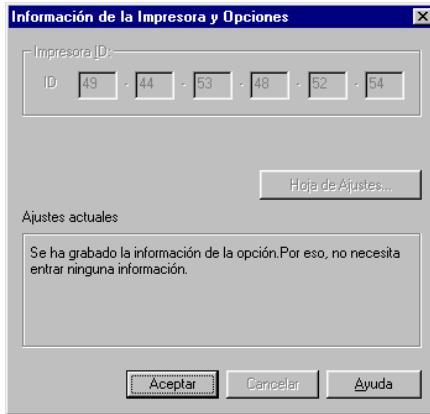 Información de la Impresora y Opciones
Impresora ID:
ID 49 - 44 - 53 - 48 - 52 - 54
Hoja de Ajustes...
Ajustes actuales
Se ha grabado la información de la opción.Por eso, no necesita
entrar ninguna información.
Aceptar Cancelar Ayuda